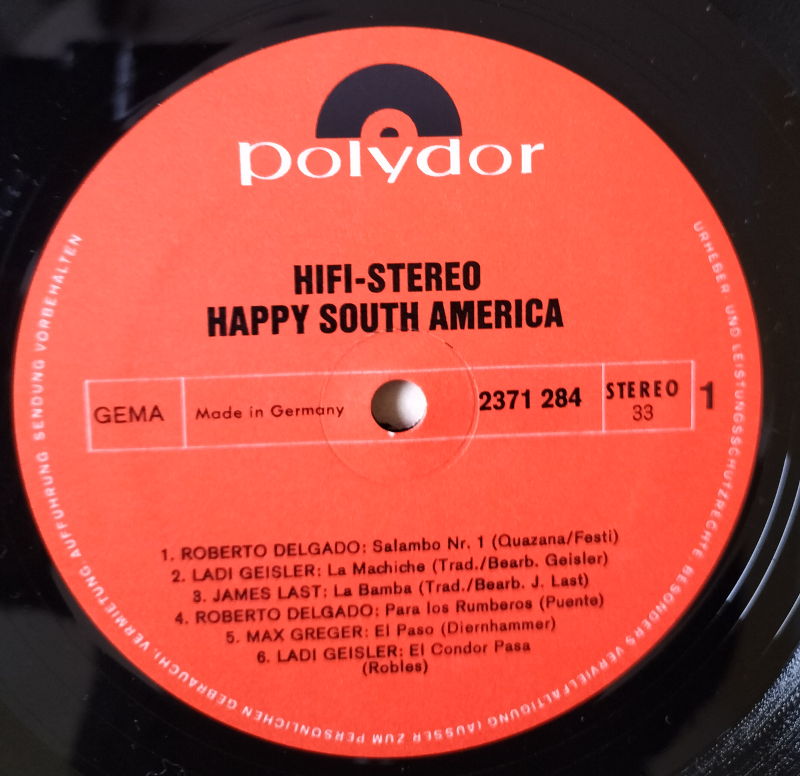 polydor
HIFI-STEREO
HAPPY SOUTH AMERICA
GEMA
Made in Germany
2371 284
STEREO
33
1
1. ROBERTO DELGADO: Salambo Nr. 1 (Quazana/Festi)
2. LADI GEISLER: La Machiche (Trad./Bearb. Geisler)
3. JAMES LAST: La Bamba (Trad./Bearb. J. Last)
4. ROBERTO DELGADO: Para los Rumberos (Puente)
5. MAX GREGER: El Paso (Diernhammer)
6. LADI GEISLER: El Condor Pasa
(Robles)
URHEBER- UND LEISTUNGSSCHUTZRECHTE BESONDERS VERVIELFÄLTIGUNG (AUSSER ZUM PERSÖNLICHEN GEBRAUCH), VERMIETUNG AUFFÜHRUNG SENDUNG VORBEHALTEN